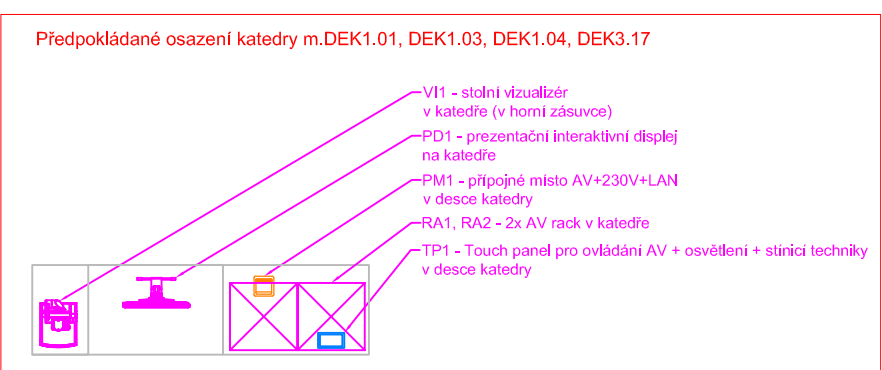 Předpokládané osazení katedry m.DEK1.01, DEK1.03, DEK1.04, DEK3.17
VI1 - stolní vizualizér
v katedře (v horní zásuvce)
PD1 - prezentační interaktivní displej
na katedře
PM1 - přípojné místo AV+230V+LAN
v desce katedry
RA1, RA2 - 2x AV rack v katedře
TP1 - Touch panel pro ovládání AV + osvětlení + stínicí techniky
v desce katedry